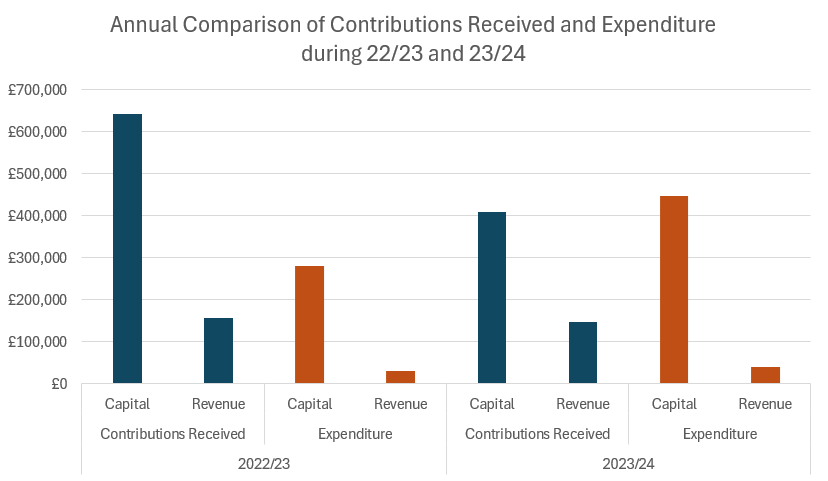 Annual Comparison of Contributions Received and Expenditure
during 22/23 and 23/24
£700,000
£600,000
£500,000
£400,000
£300,000
£200,000
£100,000
£0
Capital Revenue Capital Revenue Capital Revenue Capital Revenue
Contributions Received Expenditure Contributions Received Expenditure
2022/23 2023/24